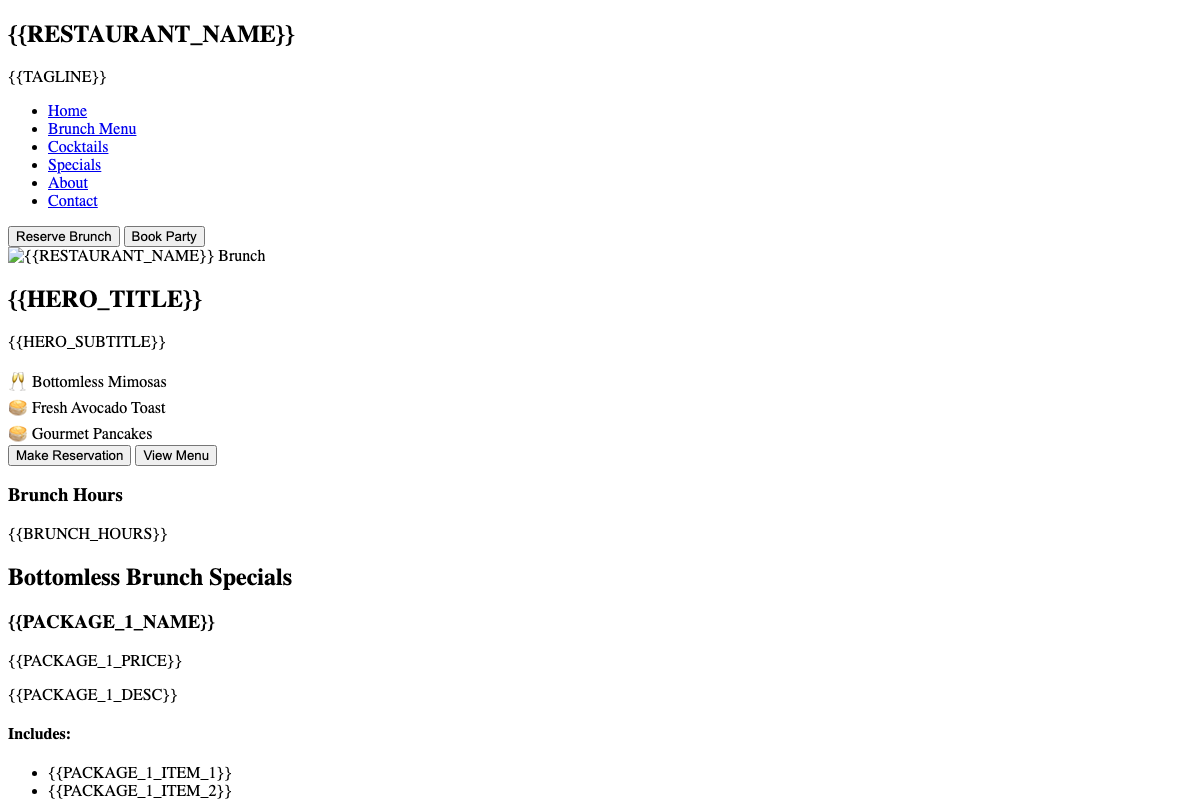 {{RESTAURANT_NAME}}
{{TAGLINE}}
Home
Brunch Menu
Cocktails
Specials
About
Contact
Reserve Brunch Book Party
{{RESTAURANT_NAME}} Brunch
{{HERO_TITLE}}
{{HERO_SUBTITLE}}
🥂 Bottomless Mimosas
🥞 Fresh Avocado Toast
🥞 Gourmet Pancakes
Make Reservation View Menu
Brunch Hours
{{BRUNCH_HOURS}}
Bottomless Brunch Specials
{{PACKAGE_1_NAME}}
{{PACKAGE_1_PRICE}}
{{PACKAGE_1_DESC}}
Includes:
{{PACKAGE_1_ITEM_1}}
{{PACKAGE_1_ITEM_2}}